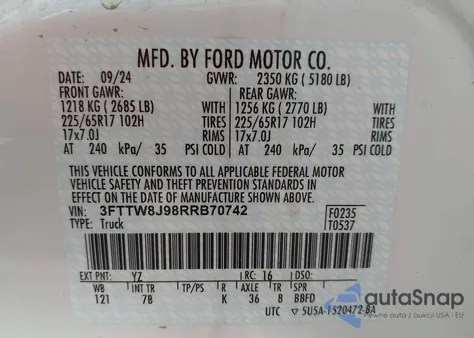 MFD. BY FORD MOTOR CO.
DATE: 09/24 GVWR: 2350 KG ( 5180 LB)
FRONT GAWR: REAR GAWR:
1218 KG ( 2685 LB) WITH 1256 KG ( 2770 LB) WITH
225/65R17 102H TIRES 225/65R17 102H TIRES
17x7.0J RIMS 17x7.0J RIMS
AT 240 kPa/ 35 PSI COLD AT 240 kPa/ 35 PSI COLD
THIS VEHICLE CONFORMS TO ALL APPLICABLE FEDERAL MOTOR
VEHICLE SAFETY AND THEFT PREVENTION STANDARDS IN
EFFECT ON THE DATE OF MANUFACTURE SHOWN ABOVE.
VIN: 3FTTW8J98RRB70742 F0235
TYPE: Truck T0537
EXT PNT: YZ RC: 16
WB INT TR TP/PS R AXLE TR SPR
121 7B K 36 8 BBFD
UTC 5U5A-1520472-BA
autaSnap
Pewne auto z USA i EU